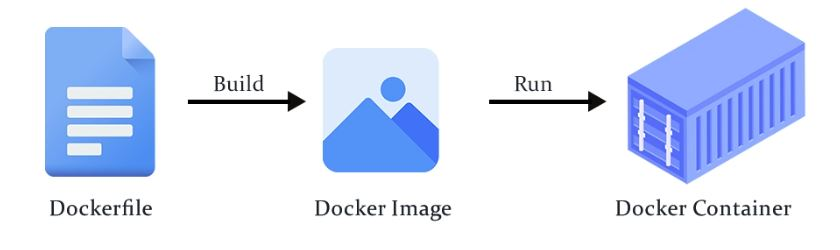 Build
Run
Dockerfile
Docker Image
Docker Container